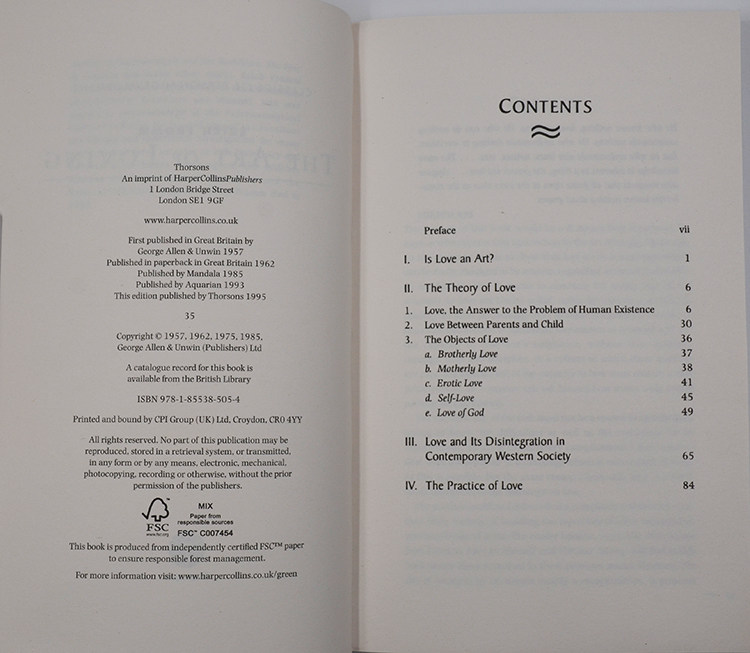 Thorsons
An imprint of HarperCollinsPublishers
1 London Bridge Street
London SE1 9GF
www.harpercollins.co.uk
First published in Great Britain by
George Allen & Unwin 1957
Published in paperback in Great Britain 1962
Published by Mandala 1985
Published by Aquarian 1993
This edition published by Thorsons 1995
35
Copyright © 1957, 1962, 1975, 1985,
George Allen & Unwin (Publishers) Ltd
A catalogue record for this book is
available from the British Library
ISBN 978-1-85538-505-4
Printed and bound by CPI Group (UK) Ltd, Croydon, CR0 4YY
All rights reserved. No part of this publication may be
reproduced, stored in a retrieval system, or transmitted,
in any form or by any means, electronic, mechanical,
photocopying, recording or otherwise, without the prior
permission of the publishers.
FSC
www.fsc.org
MIX
Paper from
responsible sources
FSC™ C007454
This book is produced from independently certified FSC™ paper
to ensure responsible forest management.
For more information visit: www.harpercollins.co.uk/green
CONTENTS
Preface vii
I. Is Love an Art? 1
II. The Theory of Love 6
1. Love, the Answer to the Problem of Human Existence 6
2. Love Between Parents and Child 30
3. The Objects of Love 36
a. Brotherly Love 37
b. Motherly Love 38
c. Erotic Love 41
d. Self-Love 45
e. Love of God 49
III. Love and Its Disintegration in
Contemporary Western Society 65
IV. The Practice of Love 84